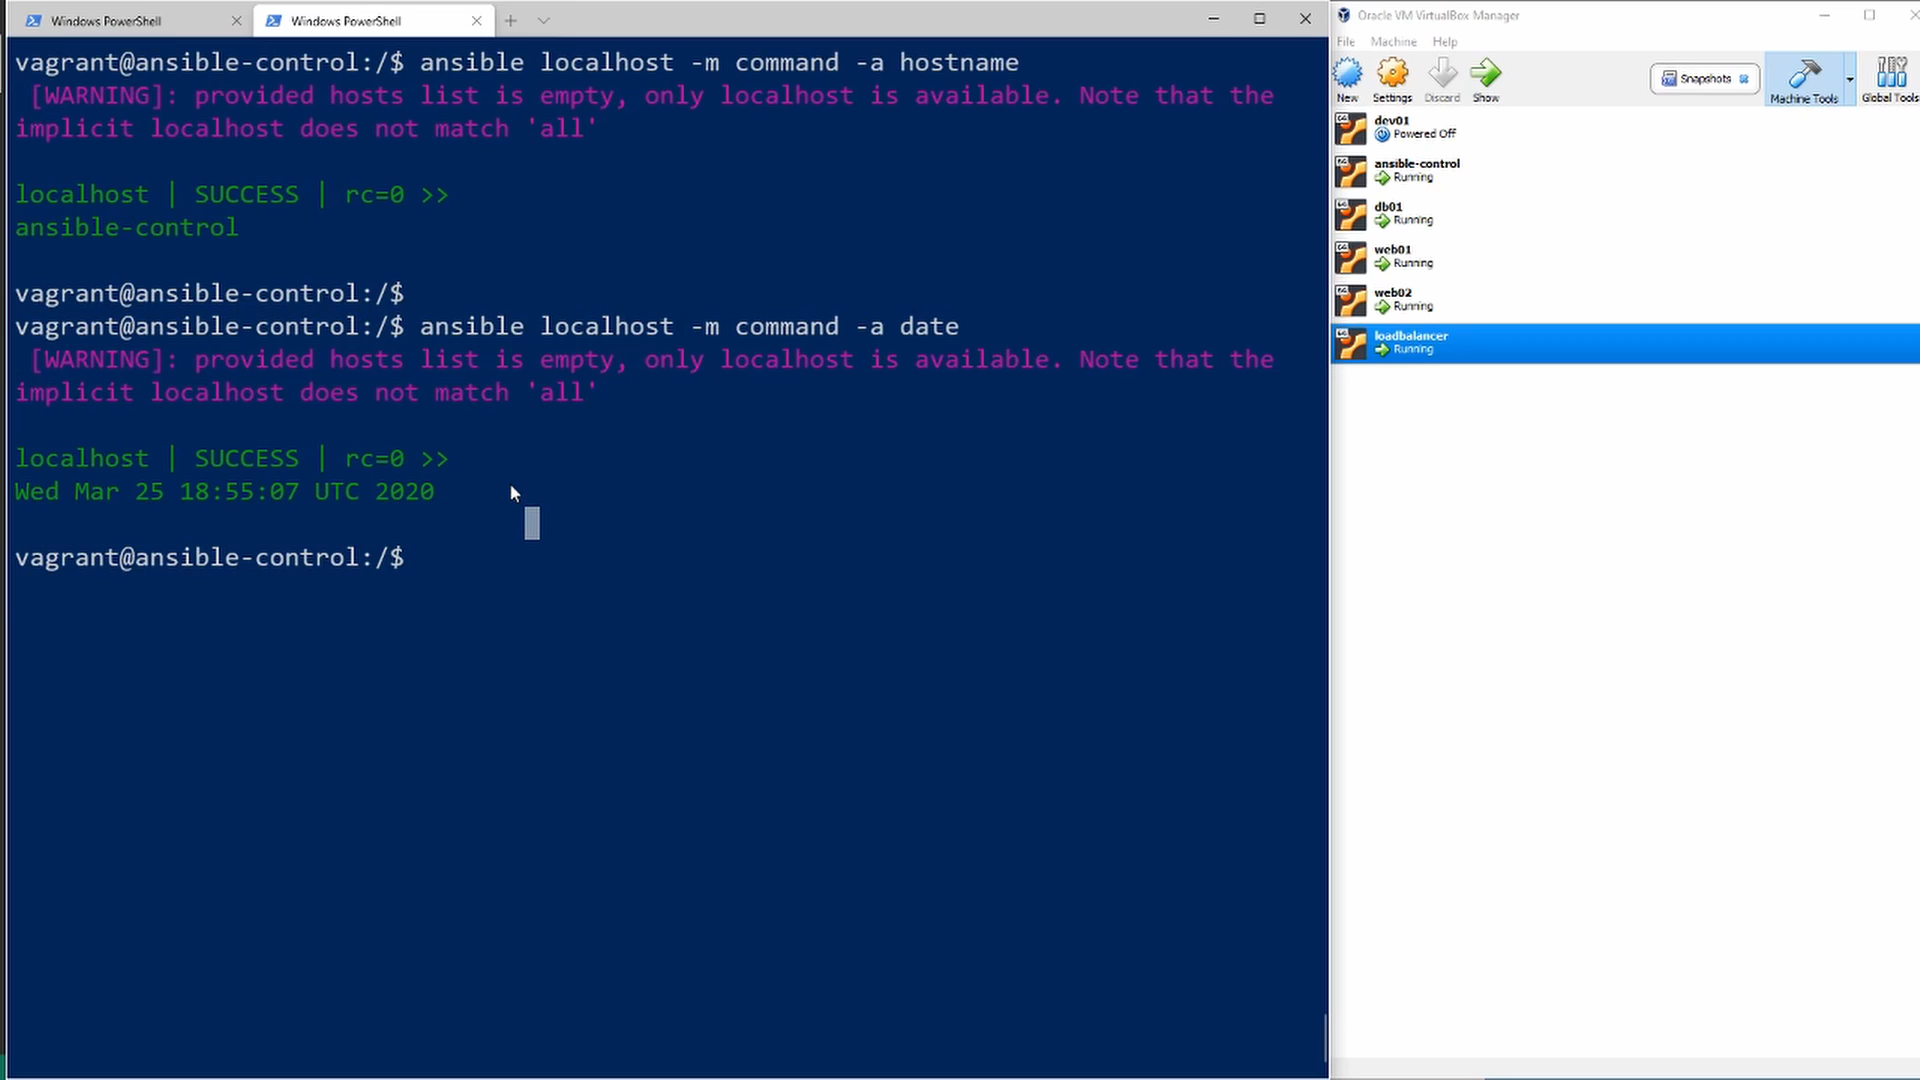 Windows PowerShell
Windows PowerShell
vagrant@ansible-control:/$ ansible localhost -m command -a hostname
[WARNING]: provided hosts list is empty, only localhost is available. Note that the
implicit localhost does not match 'all'
localhost | SUCCESS | rc=0 >>
ansible-control
vagrant@ansible-control:/$
vagrant@ansible-control:/$ ansible localhost -m command -a date
[WARNING]: provided hosts list is empty, only localhost is available. Note that the
implicit localhost does not match 'all'
localhost | SUCCESS | rc=0 >>
Wed Mar 25 18:55:07 UTC 2020
vagrant@ansible-control:/$
Oracle VM VirtualBox Manager
File Machine Help
New Settings Discard Show
Snapshots
Machine Tools
Global Tools
dev01
Powered Off
ansible-control
Running
db01
Running
web01
Running
web02
Running
loadbalancer
Running